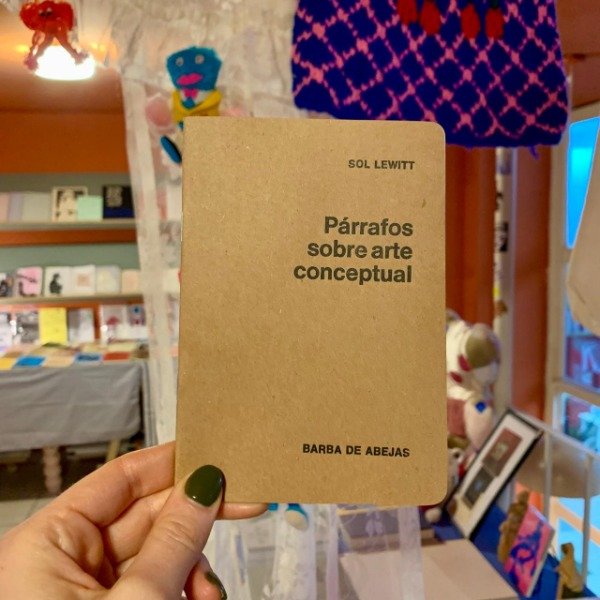 SOL LEWITT
Párrafos
sobre arte
conceptual
BARBA DE ABEJAS